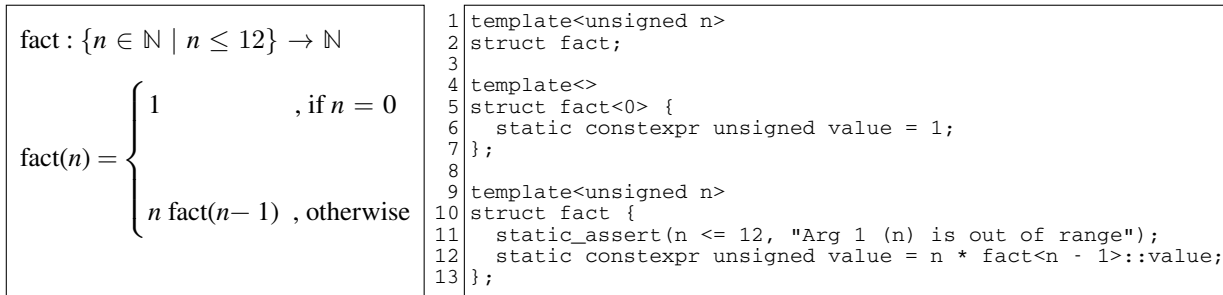 fact : {n ∈ ℕ | n ≤ 12} → ℕ
fact(n) =
1 , if n = 0
n fact(n− 1) , otherwise
1 template<unsigned n>
2 struct fact;
3
4 template<>
5 struct fact<0> {
6   static constexpr unsigned value = 1;
7 };
8
9 template<unsigned n>
10 struct fact {
11   static_assert(n <= 12, "Arg 1 (n) is out of range");
12   static constexpr unsigned value = n * fact<n - 1>::value;
13 };